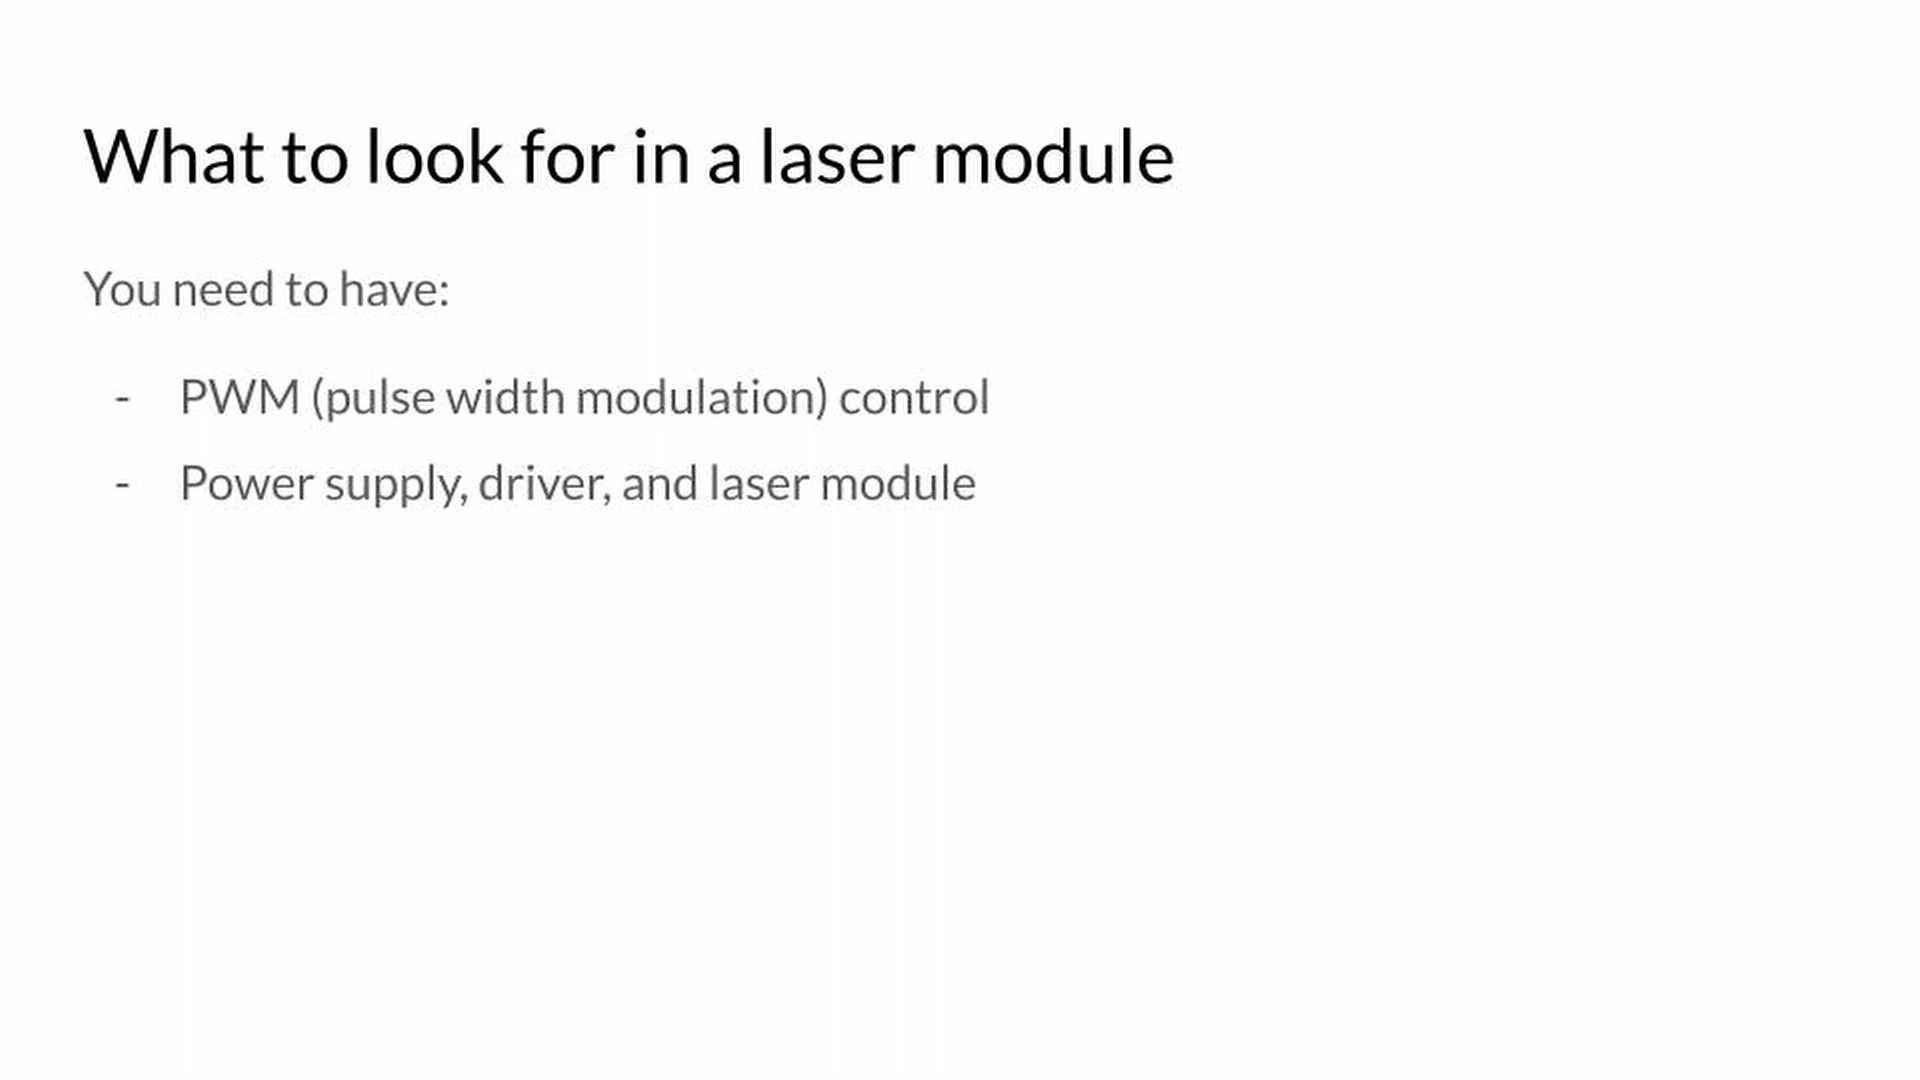 What to look for in a laser module
You need to have:
- PWM (pulse width modulation) control
- Power supply, driver, and laser module